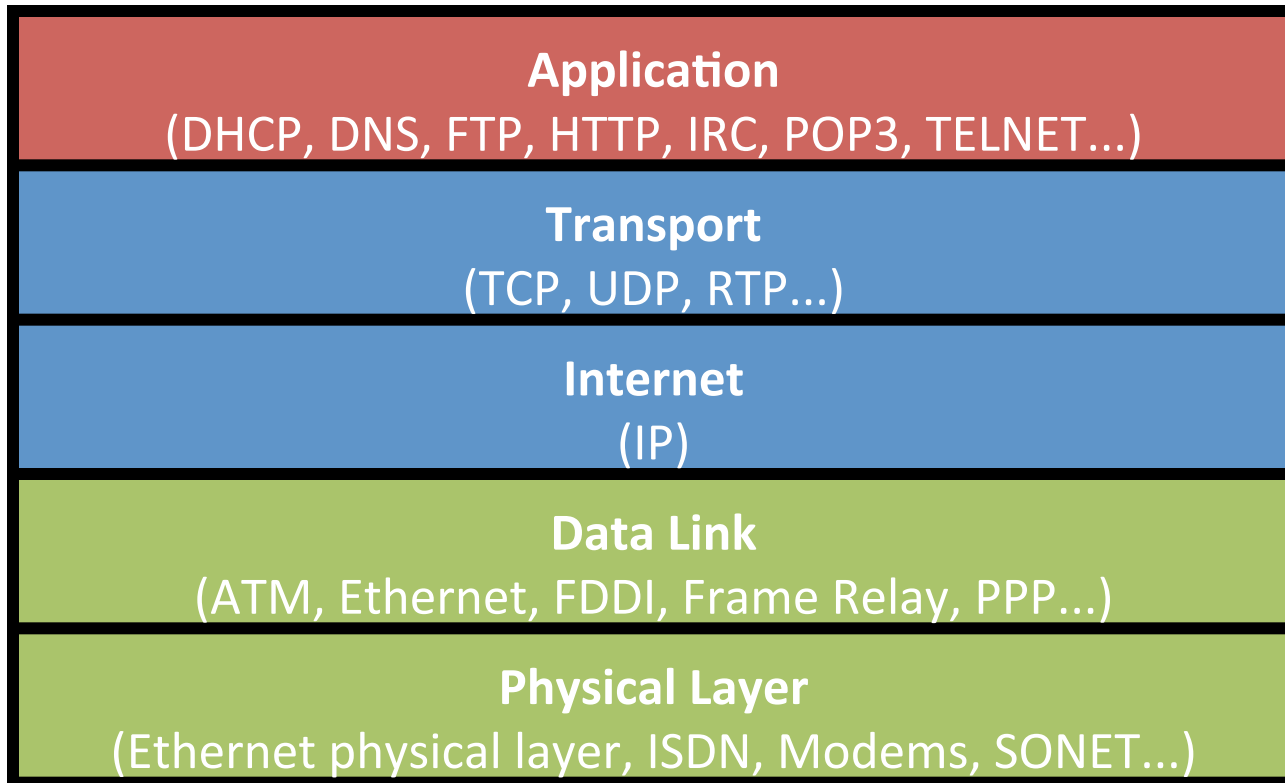 Application
(DHCP, DNS, FTP, HTTP, IRC, POP3, TELNET...)
Transport
(TCP, UDP, RTP...)
Internet
(IP)
Data Link
(ATM, Ethernet, FDDI, Frame Relay, PPP...)
Physical Layer
(Ethernet physical layer, ISDN, Modems, SONET...)